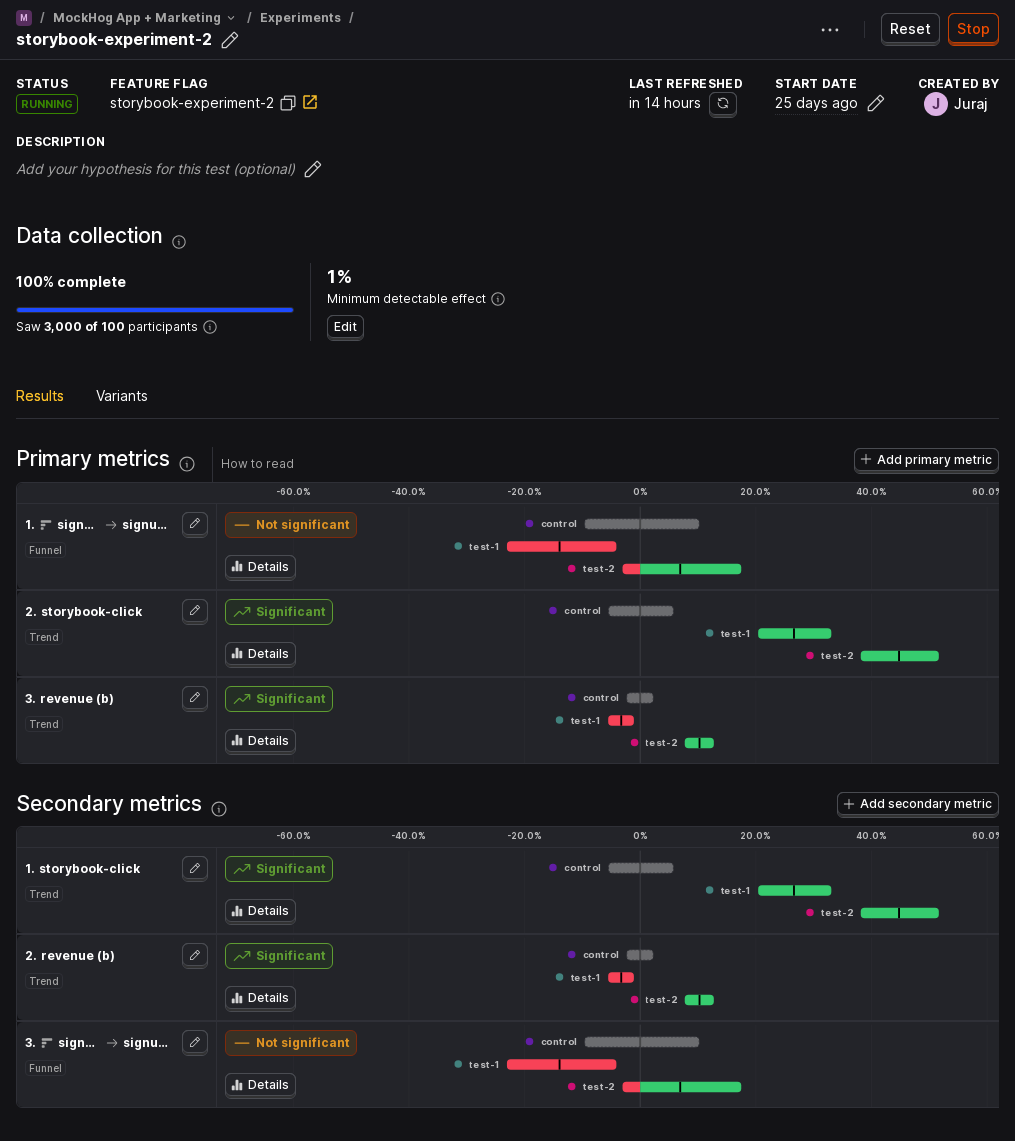 M / MockHog App + Marketing / Experiments /
storybook-experiment-2
Reset
Stop
STATUS
RUNNING
FEATURE FLAG
storybook-experiment-2
LAST REFRESHED
in 14 hours
START DATE
25 days ago
CREATED BY
J Juraj
DESCRIPTION
Add your hypothesis for this test (optional)
Data collection
100% complete
Saw 3,000 of 100 participants
1%
Minimum detectable effect
Edit
Results
Variants
Primary metrics
How to read
Add primary metric
-60.0% -40.0% -20.0% 0% 20.0% 40.0% 60.0%
1. sign... → signu...
Funnel
Not significant
Details
control
test-1
test-2
2. storybook-click
Trend
Significant
Details
control
test-1
test-2
3. revenue (b)
Trend
Significant
Details
control
test-1
test-2
Secondary metrics
Add secondary metric
-60.0% -40.0% -20.0% 0% 20.0% 40.0% 60.0%
1. storybook-click
Trend
Significant
Details
control
test-1
test-2
2. revenue (b)
Trend
Significant
Details
control
test-1
test-2
3. sign... → signu...
Funnel
Not significant
Details
control
test-1
test-2